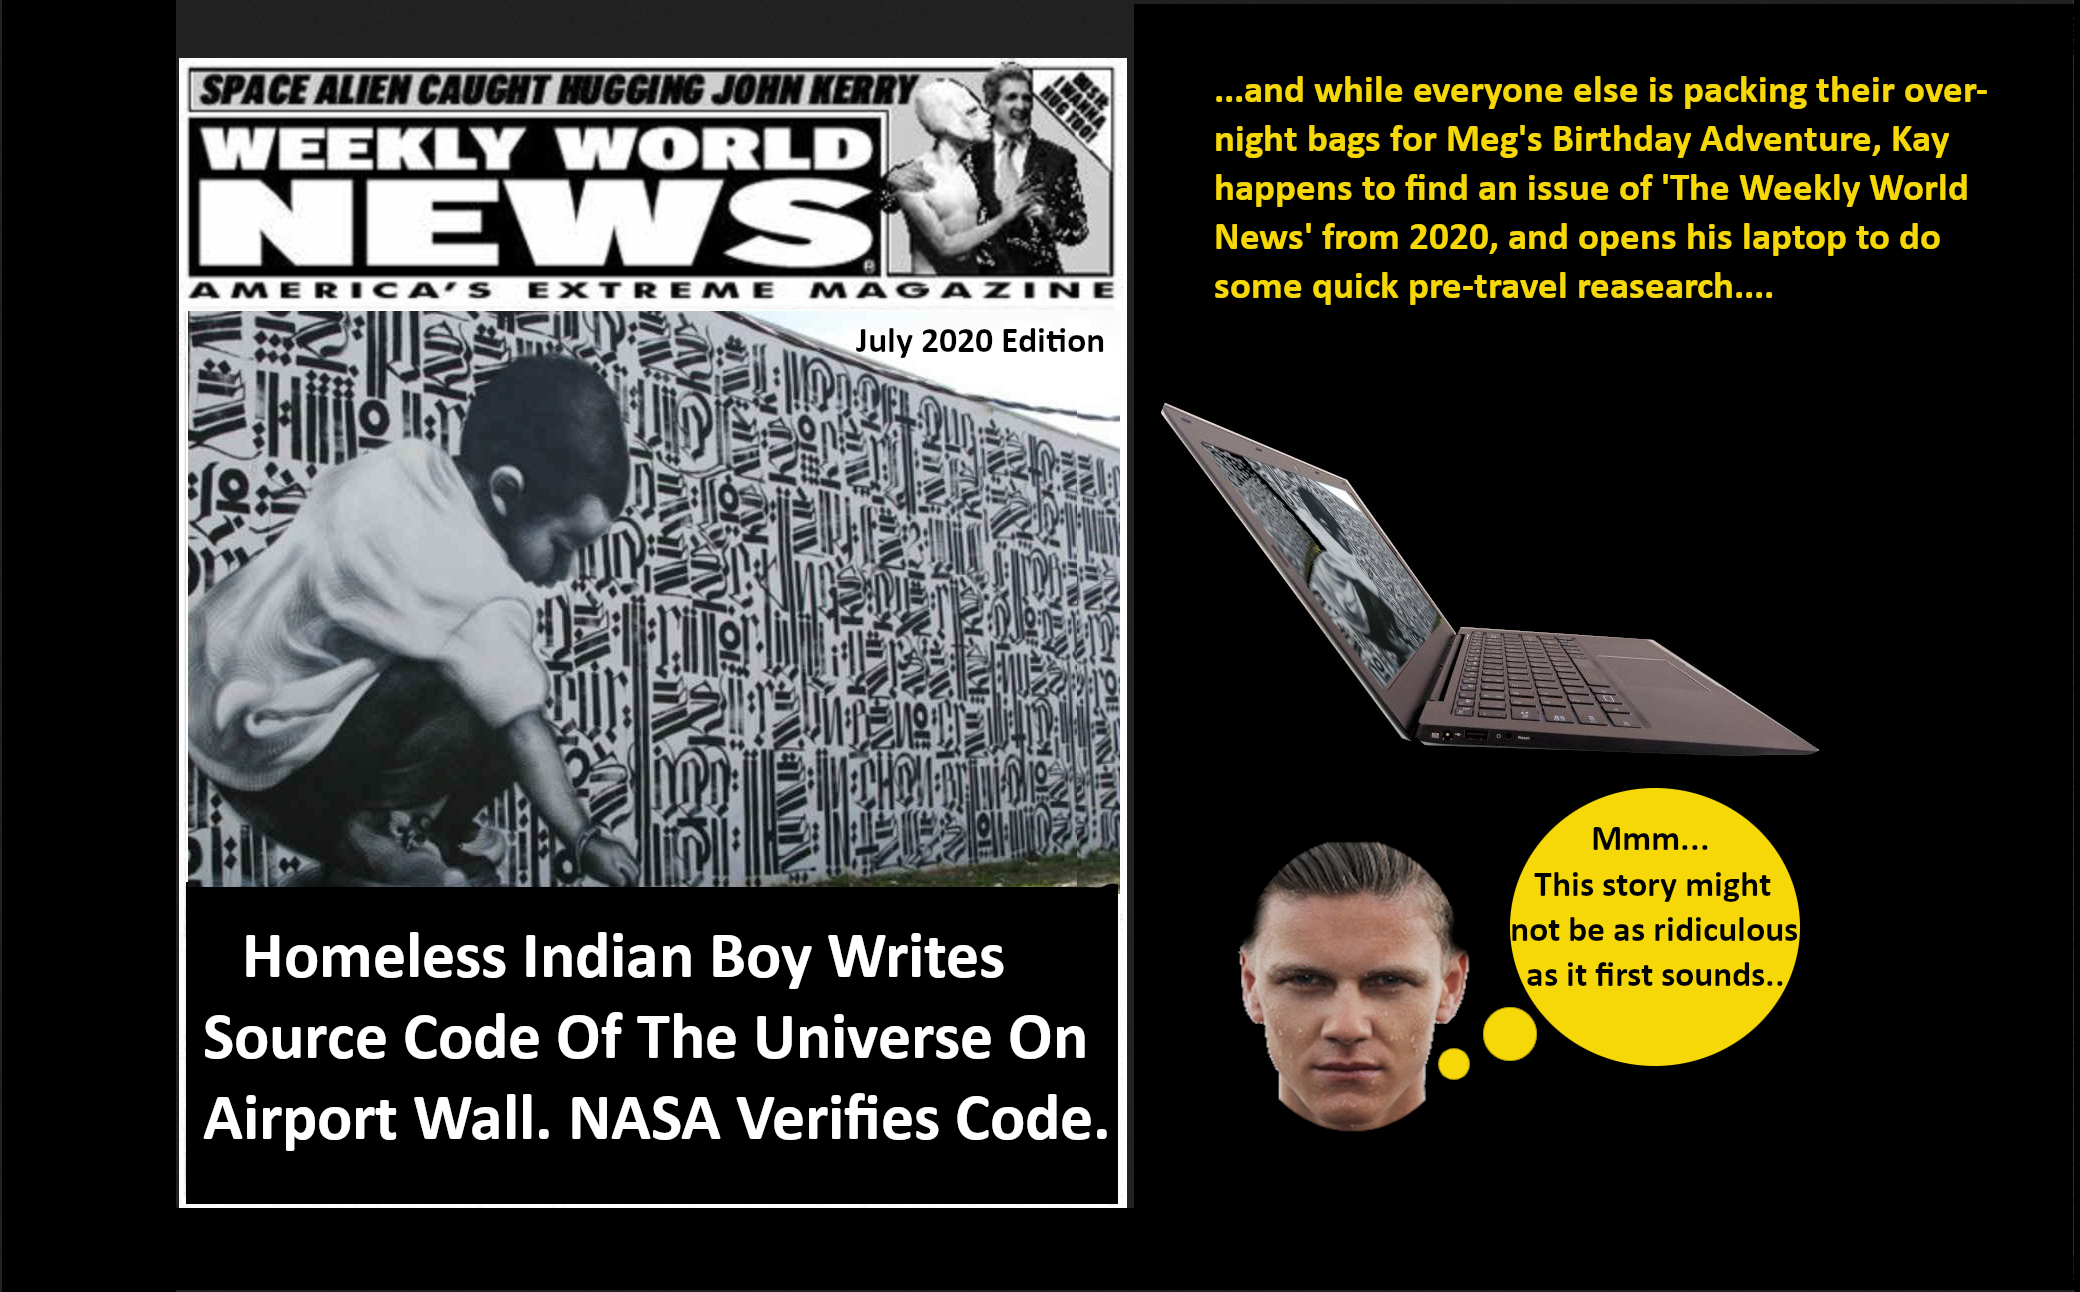 SPACE ALIEN CAUGHT HUGGING JOHN KERRY
I WANNA
HUG TOO!
WEEKLY WORLD
NEWS
AMERICA'S EXTREME MAGAZINE
July 2020 Edition
Homeless Indian Boy Writes
Source Code Of The Universe On
Airport Wall. NASA Verifies Code.
...and while everyone else is packing their over-
night bags for Meg's Birthday Adventure, Kay
happens to find an issue of 'The Weekly World
News' from 2020, and opens his laptop to do
some quick pre-travel reasearch....
Mmm...
This story might
not be as ridiculous
as it first sounds..